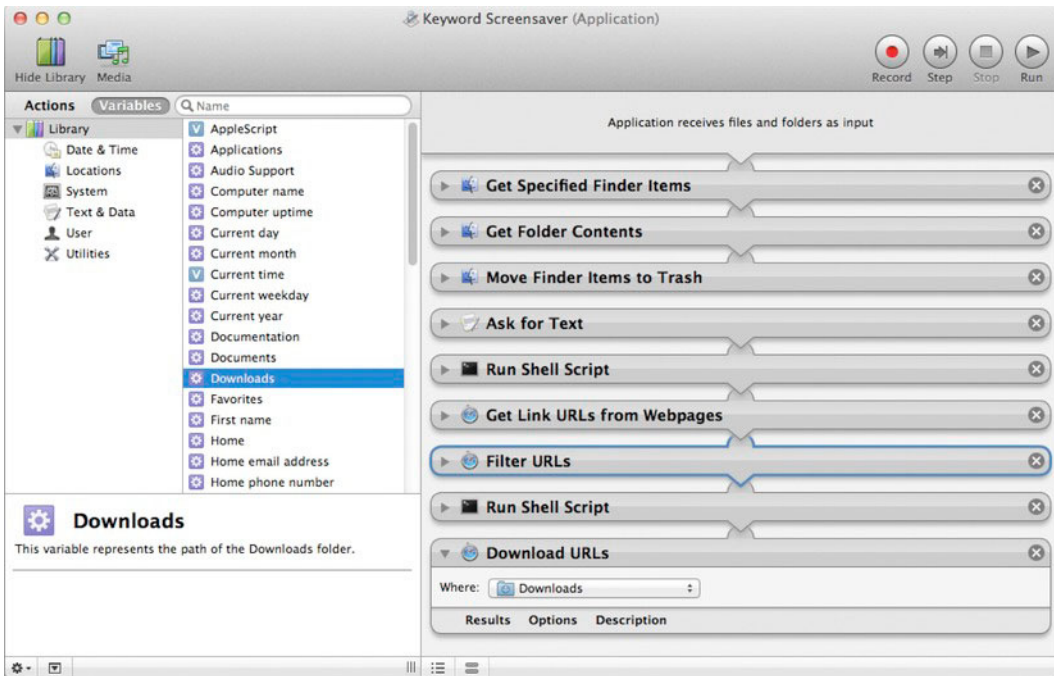 Keyword Screensaver (Application)
Hide Library
Media
Record
Step
Stop
Run
Actions
Variables
Name
Library
Date & Time
Locations
System
Text & Data
User
Utilities
AppleScript
Applications
Audio Support
Computer name
Computer uptime
Current day
Current month
Current time
Current weekday
Current year
Documentation
Documents
Downloads
Favorites
First name
Home
Home email address
Home phone number
Downloads
This variable represents the path of the Downloads folder.
Application receives files and folders as input
Get Specified Finder Items
Get Folder Contents
Move Finder Items to Trash
Ask for Text
Run Shell Script
Get Link URLs from Webpages
Filter URLs
Run Shell Script
Download URLs
Where: Downloads
Results Options Description